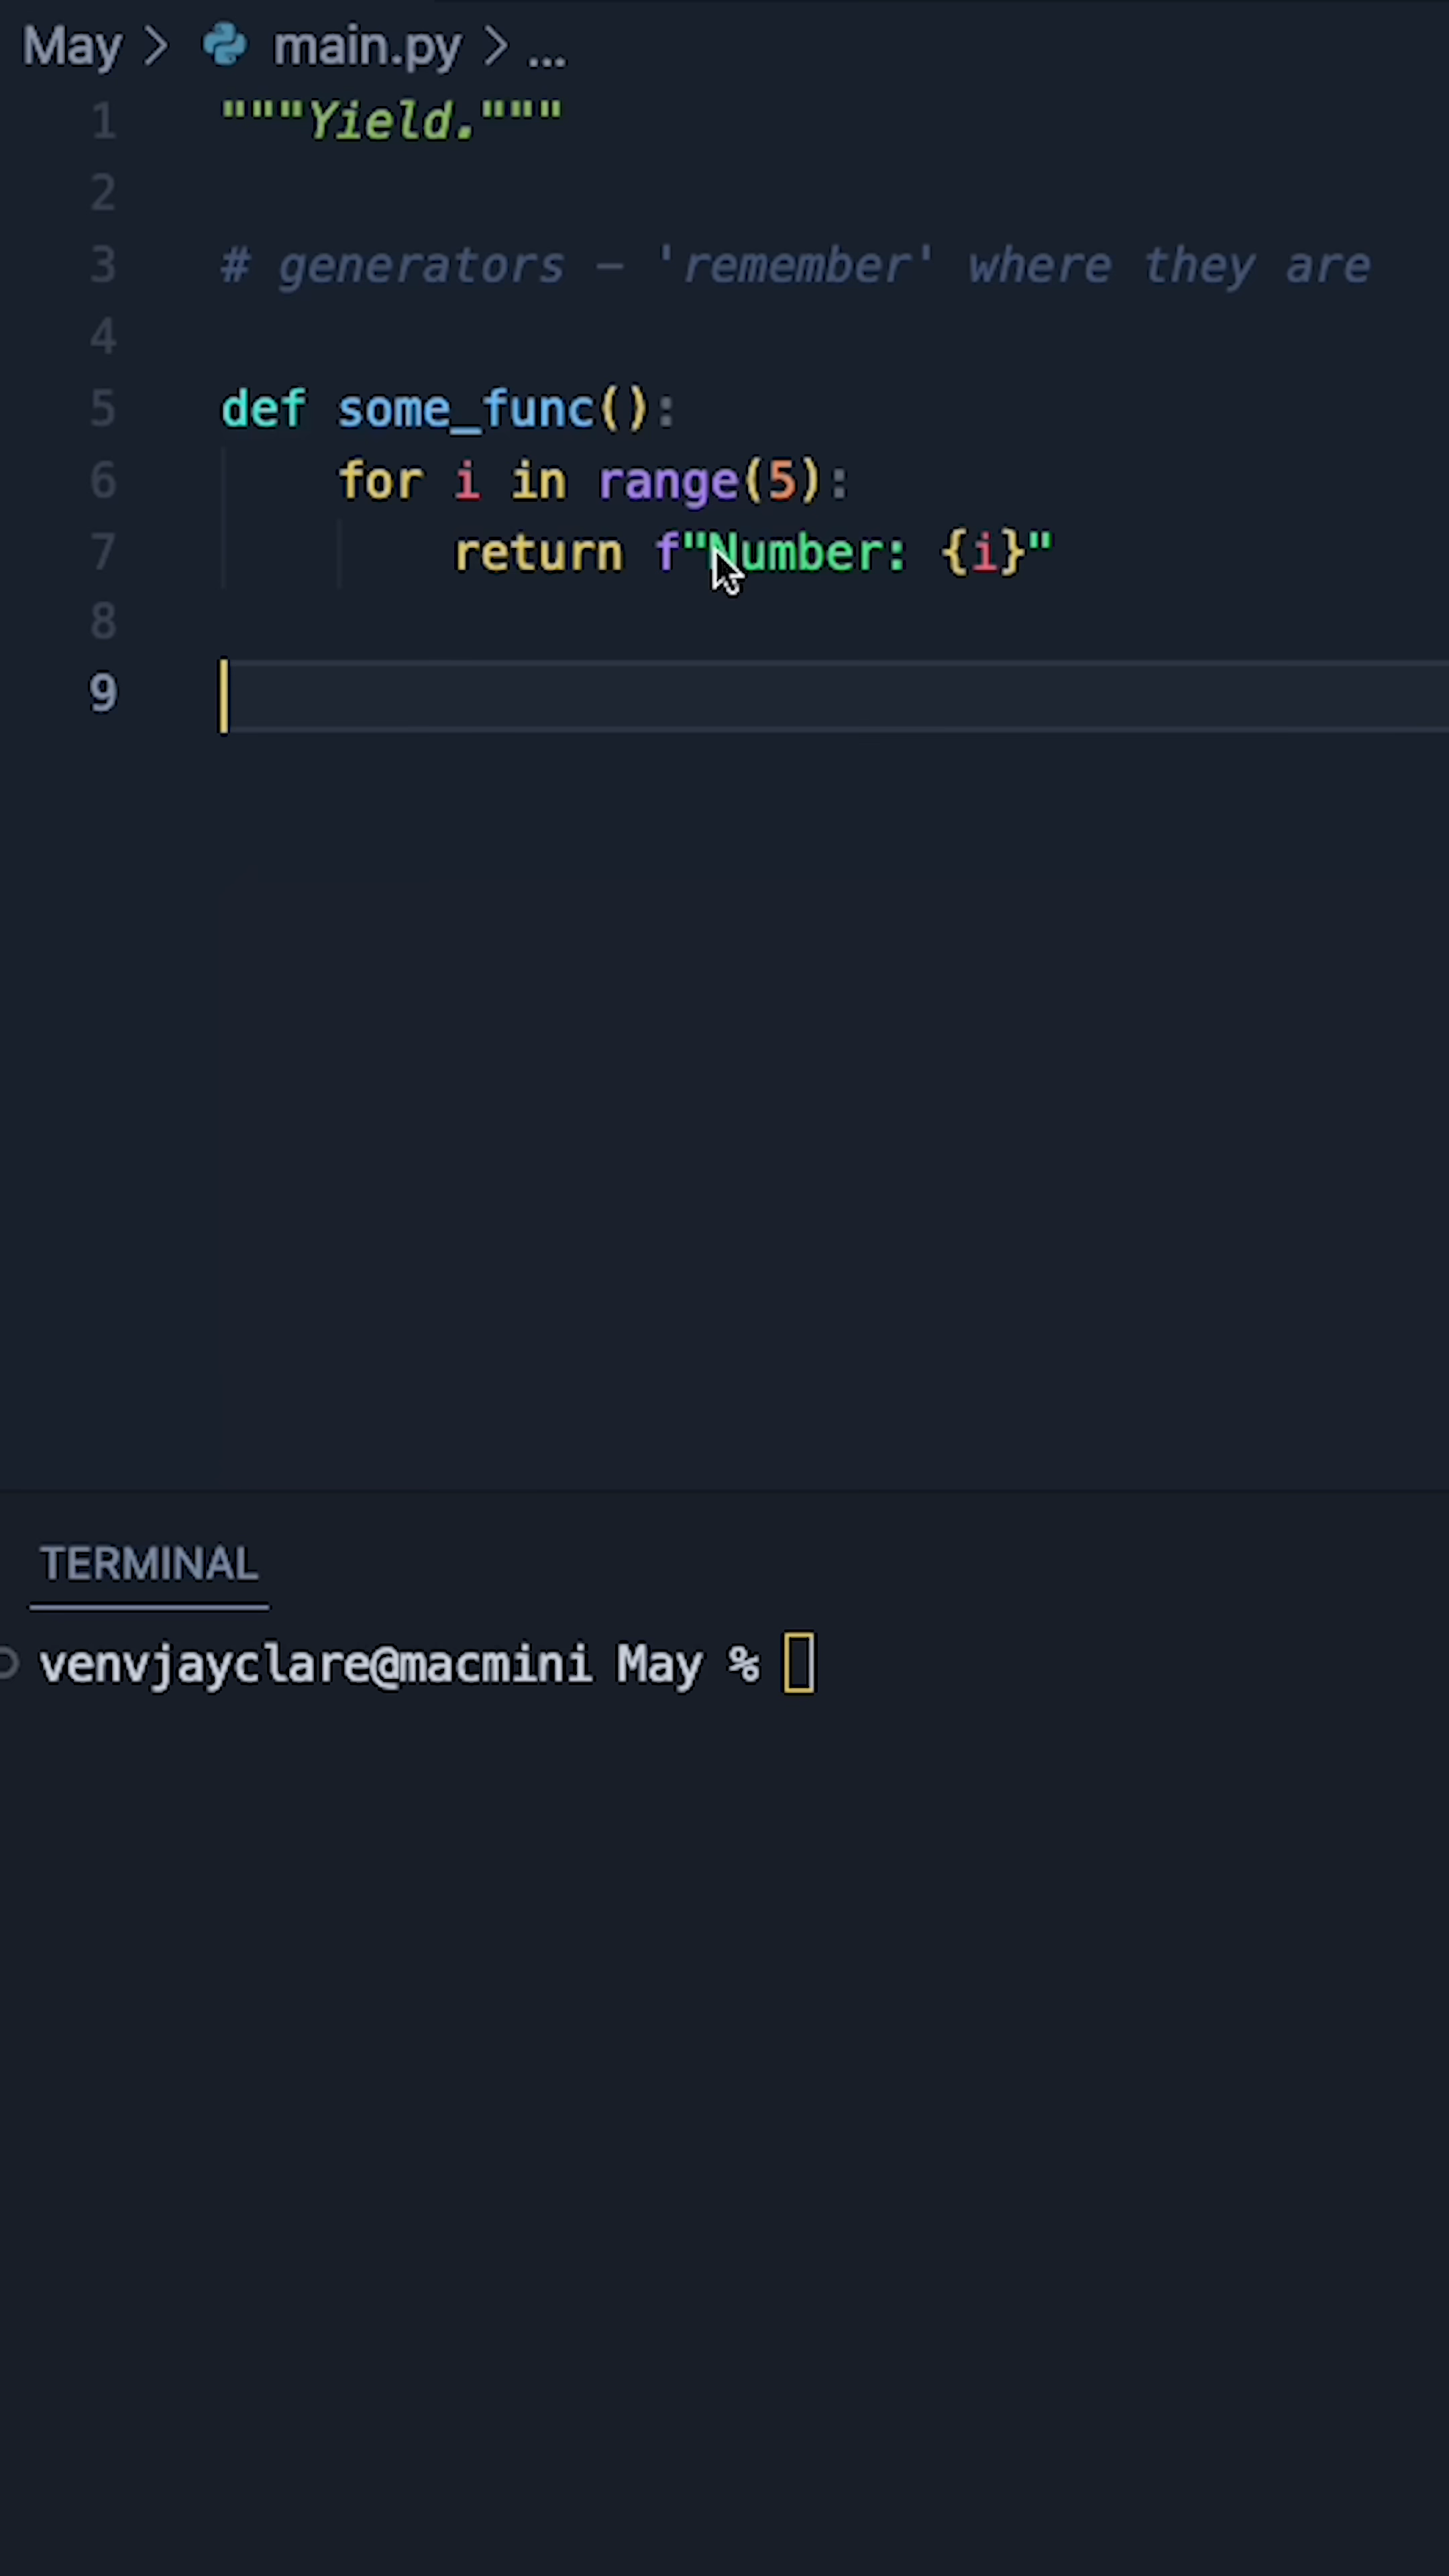 May > main.py > ...
1 """Yield."""
2
3 # generators – 'remember' where they are
4
5 def some_func():
6     for i in range(5):
7         return f"Number: {i}"
8
9
TERMINAL
venvjayclare@macmini May %